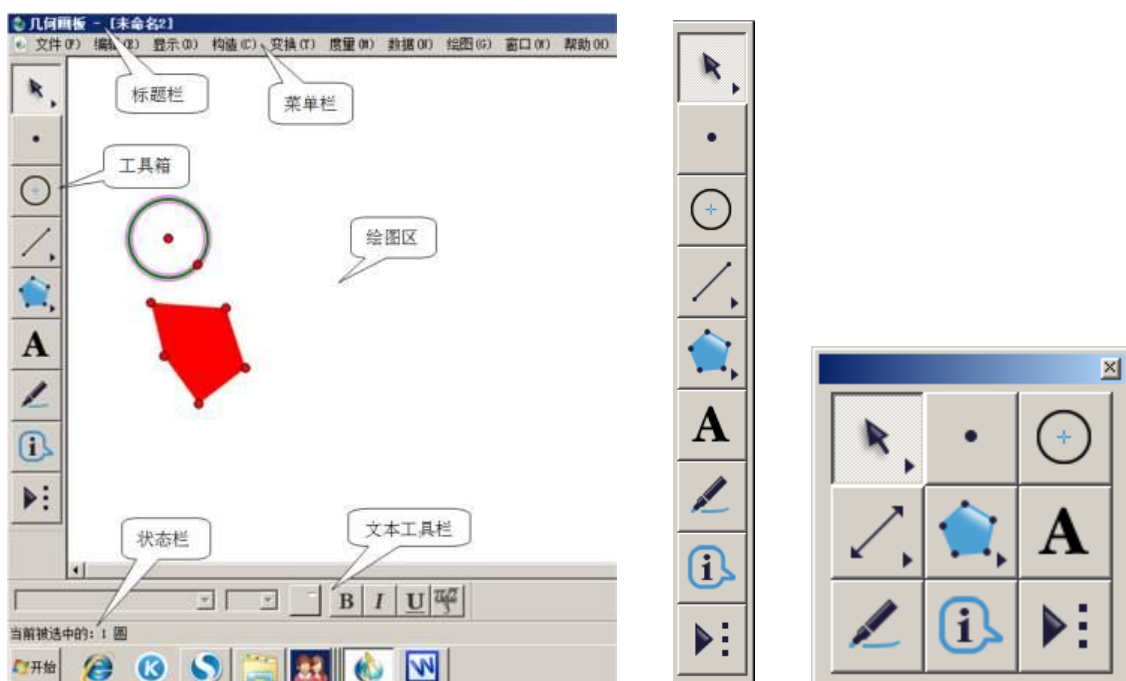 几何画板 - [未命名2]
文件(F) 编辑(E) 显示(D) 构造(C) 变换(T) 度量(M) 数据(N) 绘图(G) 窗口(W) 帮助(H)
标题栏
菜单栏
工具箱
绘图区
A
状态栏
文本工具栏
B I U
当前被选中的: 1 圆
开始
K
S
W
A
A